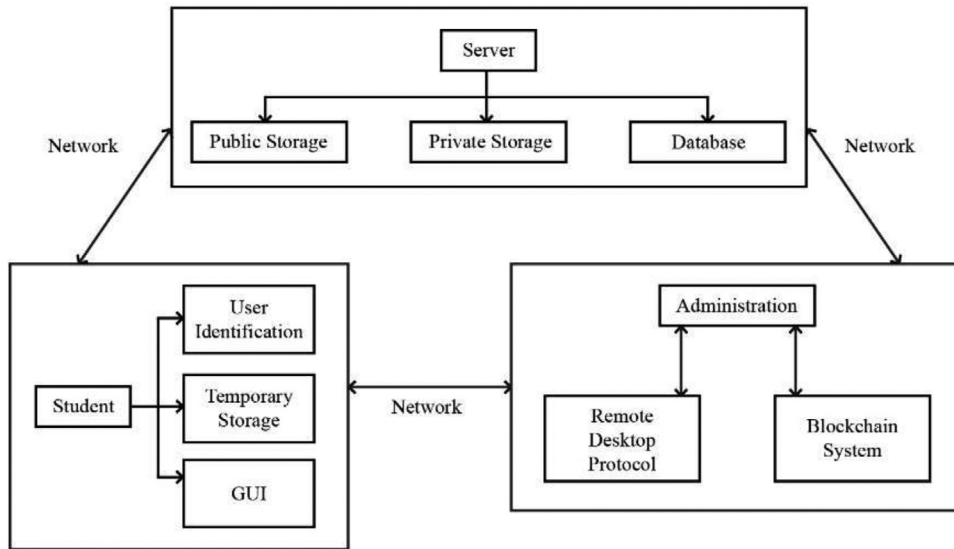 Server
Public Storage
Private Storage
Database
Network
Network
User
Identification
Student
Temporary
Storage
GUI
Network
Administration
Remote
Desktop
Protocol
Blockchain
System